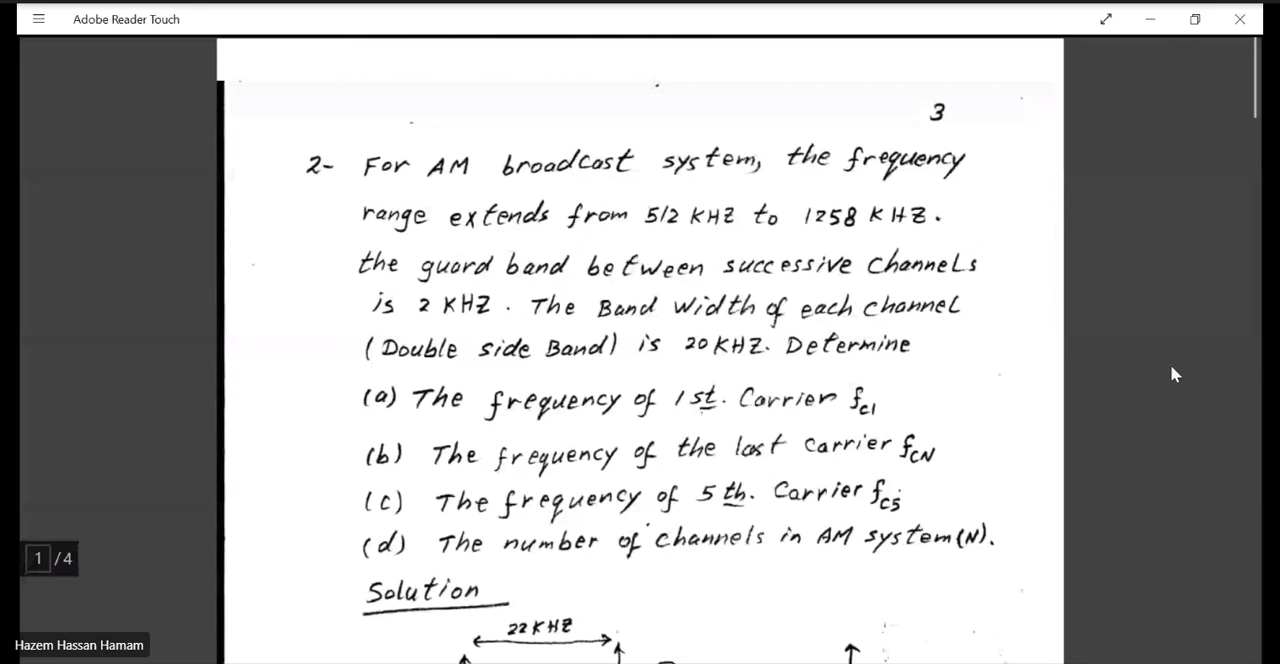 Adobe Reader Touch
3
2- For AM broadcast system, the frequency
range extends from 512 KHZ to 1258 KHZ.
the guard band between successive channels
is 2 KHZ. The Band width of each channel
(Double side Band) is 20 KHZ. Determine
(a) The frequency of 1st. Carrier fc1
(b) The frequency of the last carrier fcN
(c) The frequency of 5th. Carrier fc5
(d) The number of channels in AM system (N).
Solution
22 KHZ
1 / 4
Hazem Hassan Hamam